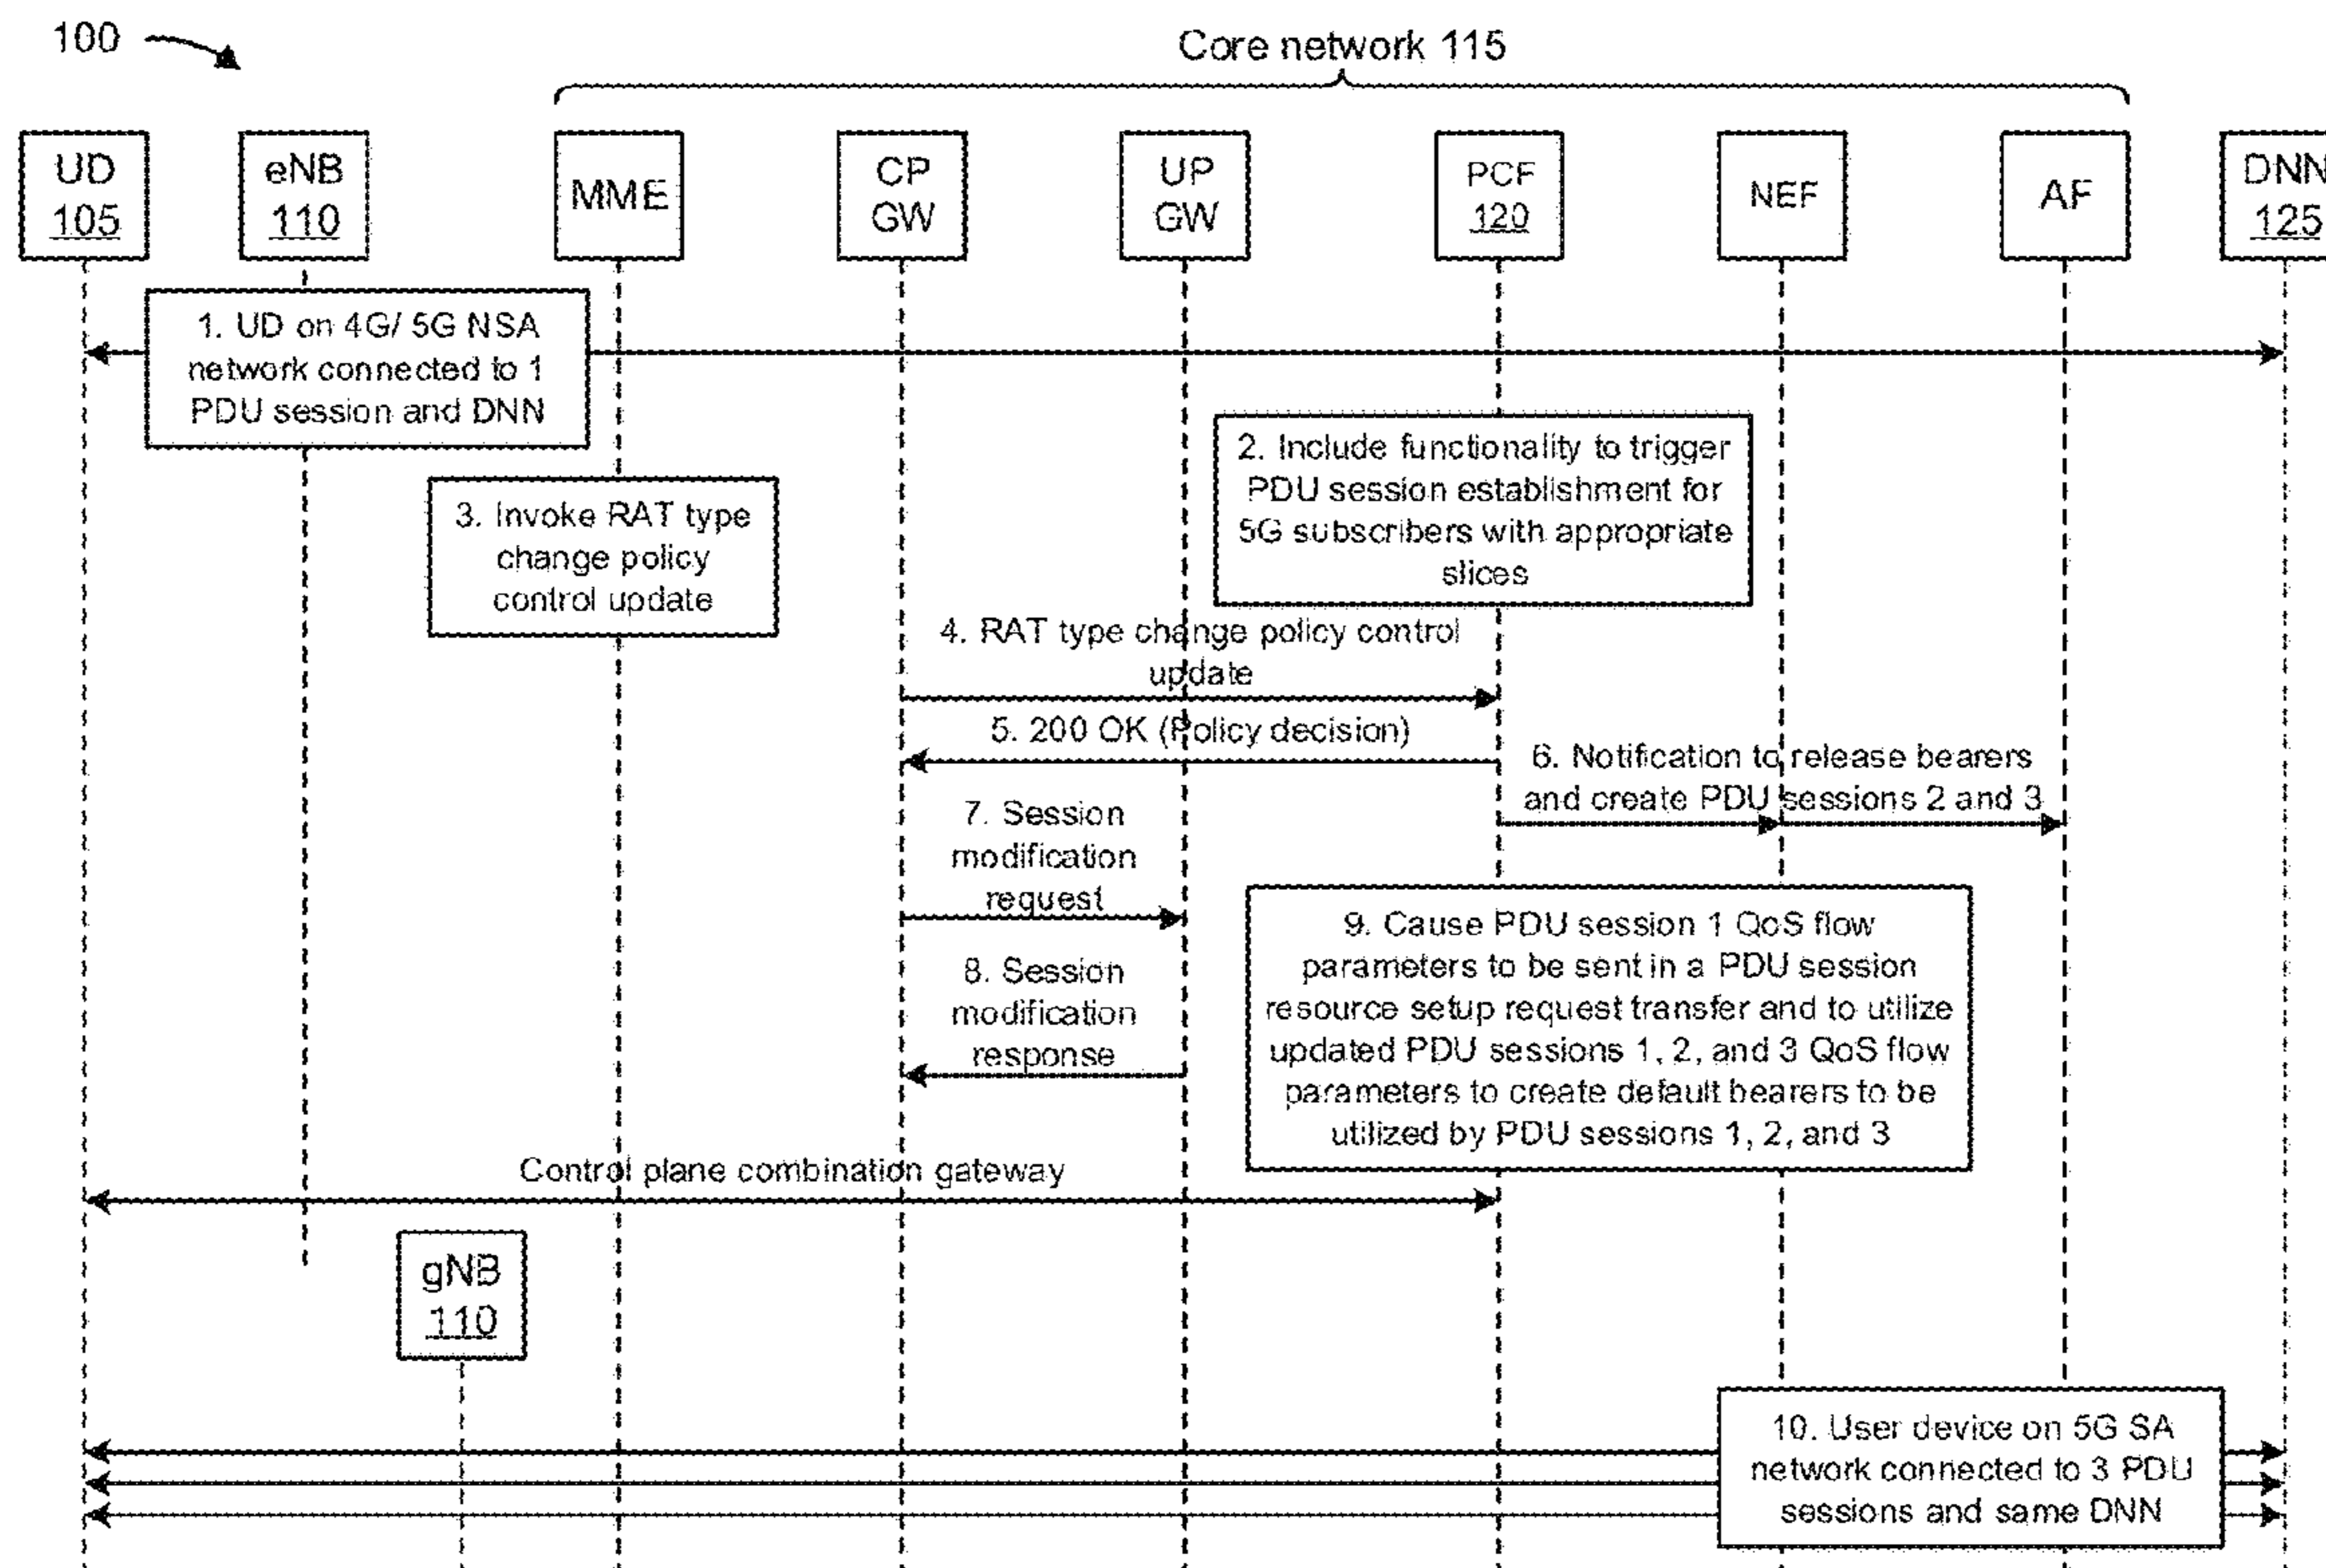 100
Core network 115
UD
105
eNB
110
MME
CP
GW
UP
GW
PCF
120
NEF
AF
DNN
125
1. UD on 4G/ 5G NSA
network connected to 1
PDU session and DNN
2. Include functionality to trigger
PDU session establishment for
5G subscribers with appropriate
slices
3. Invoke RAT type
change policy
control update
4. RAT type change policy control
update
5. 200 OK (Policy decision)
6. Notification to release bearers
and create PDU sessions 2 and 3
7. Session
modification
request
8. Session
modification
response
9. Cause PDU session 1 QoS flow
parameters to be sent in a PDU session
resource setup request transfer and to utilize
updated PDU sessions 1, 2, and 3 QoS flow
parameters to create default bearers to be
utilized by PDU sessions 1, 2, and 3
Control plane combination gateway
gNB
110
10. User device on 5G SA
network connected to 3 PDU
sessions and same DNN